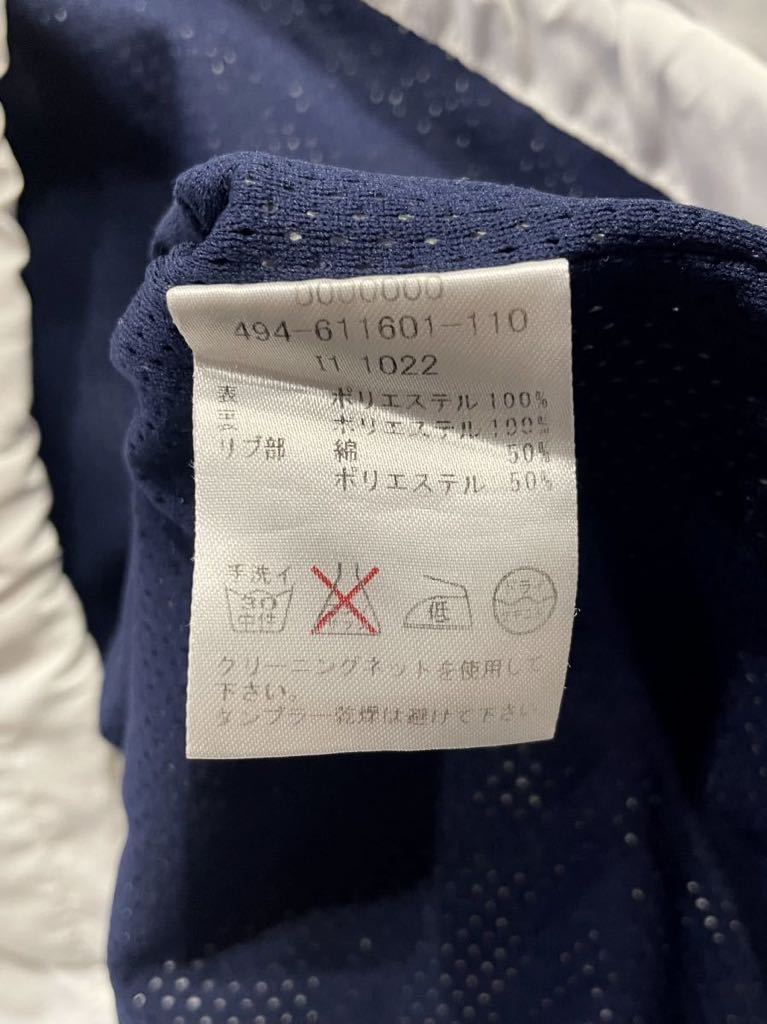 0000000
494-611601-110
I1 1022
表 ポリエステル 100%
裏 ポリエステル 100%
リブ部 綿 50%
ポリエステル 50%
手洗イ
30
中性
低
クリーニングネットを使用して
下さい。
タンブラー乾燥は避けて下さい